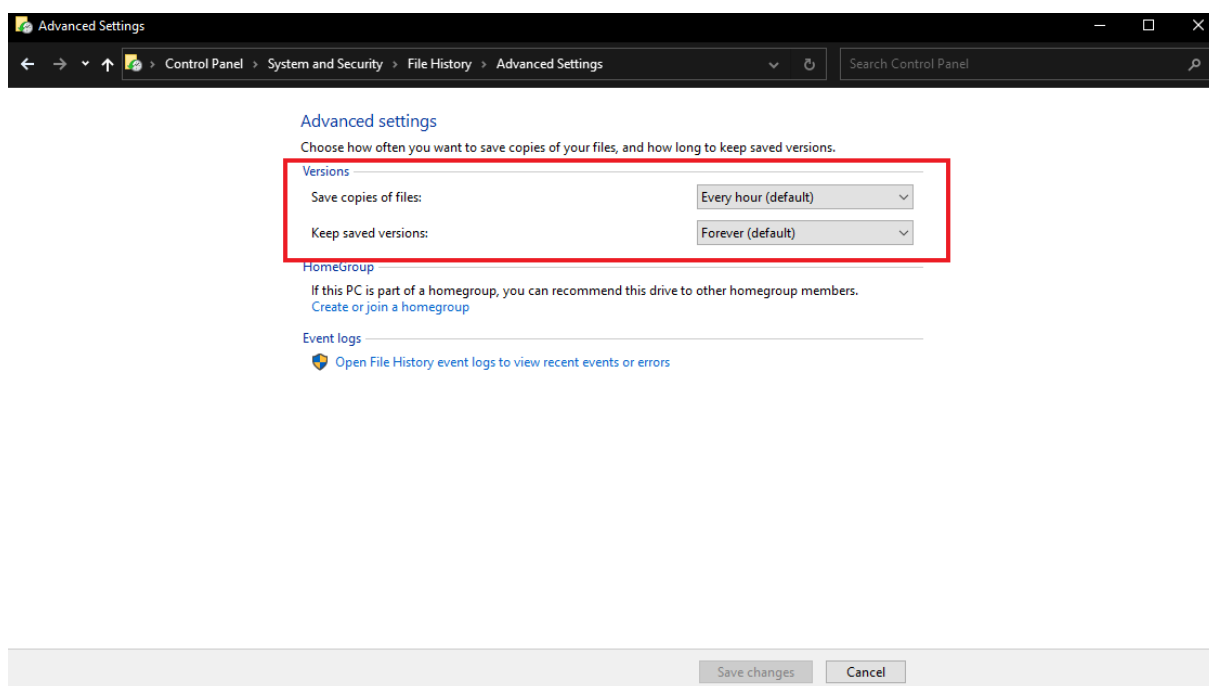 Advanced Settings
Control Panel > System and Security > File History > Advanced Settings
Search Control Panel
Advanced settings
Choose how often you want to save copies of your files, and how long to keep saved versions.
Versions
Save copies of files: Every hour (default)
Keep saved versions: Forever (default)
HomeGroup
If this PC is part of a homegroup, you can recommend this drive to other homegroup members.
Create or join a homegroup
Event logs
Open File History event logs to view recent events or errors
Save changes Cancel